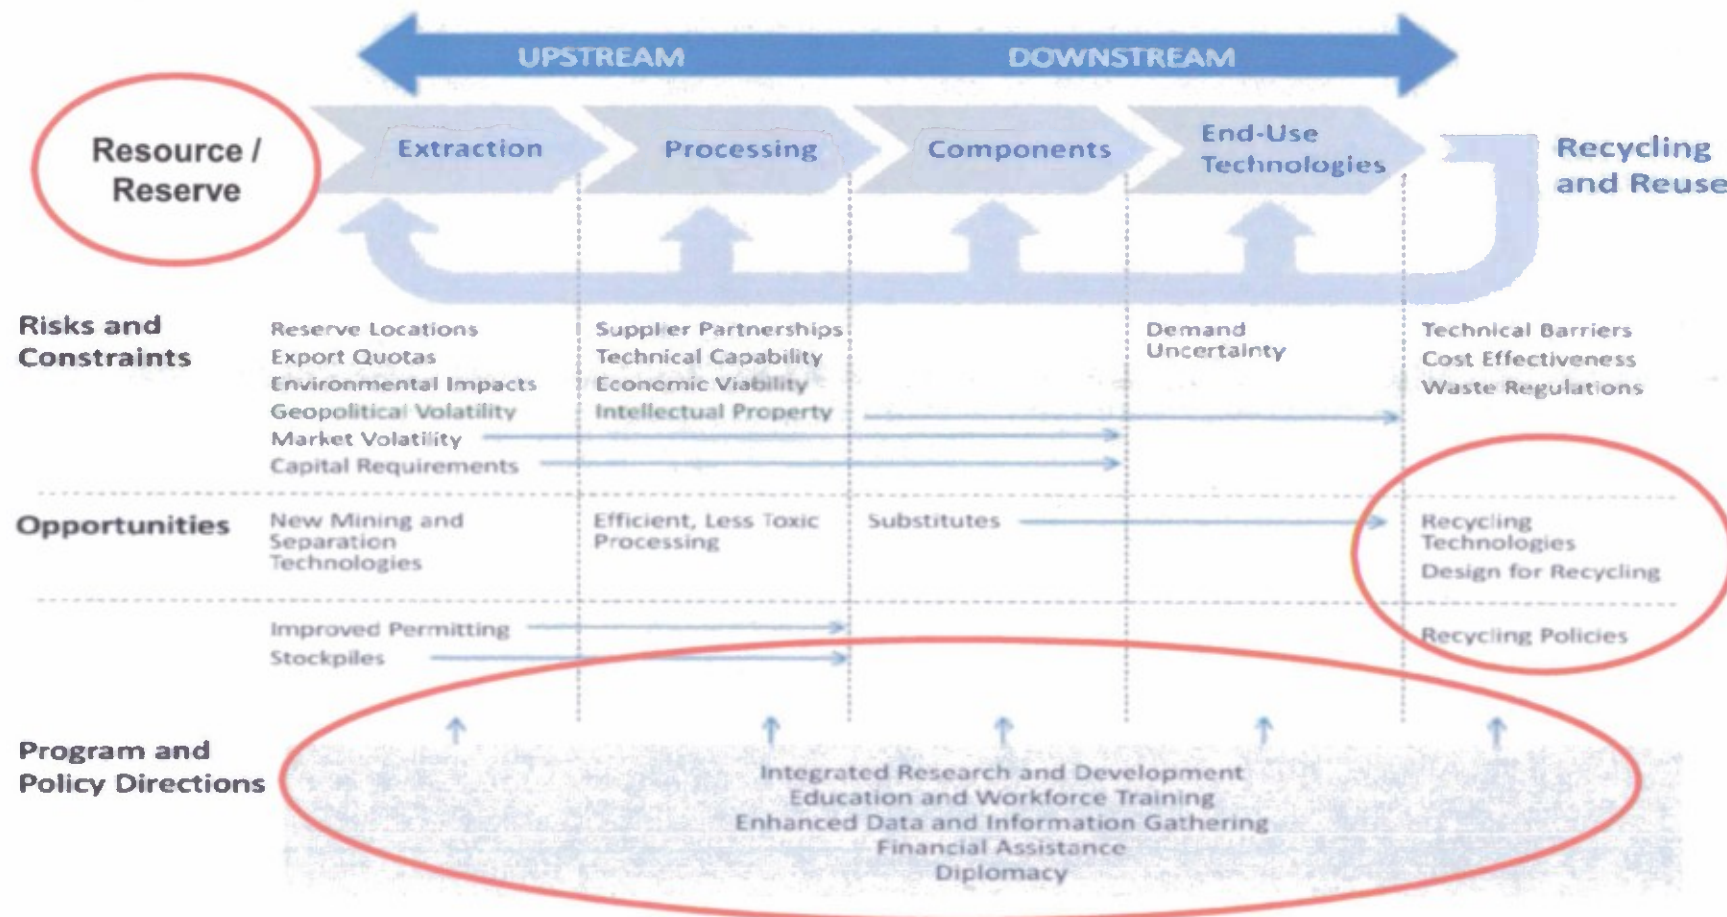 UPSTREAM
DOWNSTREAM
Resource /
Reserve
Extraction
Processing
Components
End-Use
Technologies
Recycling
and Reuse
Risks and
Constraints
Reserve Locations
Export Quotas
Environmental Impacts
Geopolitical Volatility
Market Volatility
Capital Requirements
Supplier Partnerships
Technical Capability
Economic Viability
Intellectual Property
Demand
Uncertainty
Technical Barriers
Cost Effectiveness
Waste Regulations
Opportunities
New Mining and
Separation
Technologies
Efficient, Less Toxic
Processing
Substitutes
Recycling
Technologies
Design for Recycling
Improved Permitting
Stockpiles
Recycling Policies
Program and
Policy Directions
Integrated Research and Development
Education and Workforce Training
Enhanced Data and Information Gathering
Financial Assistance
Diplomacy